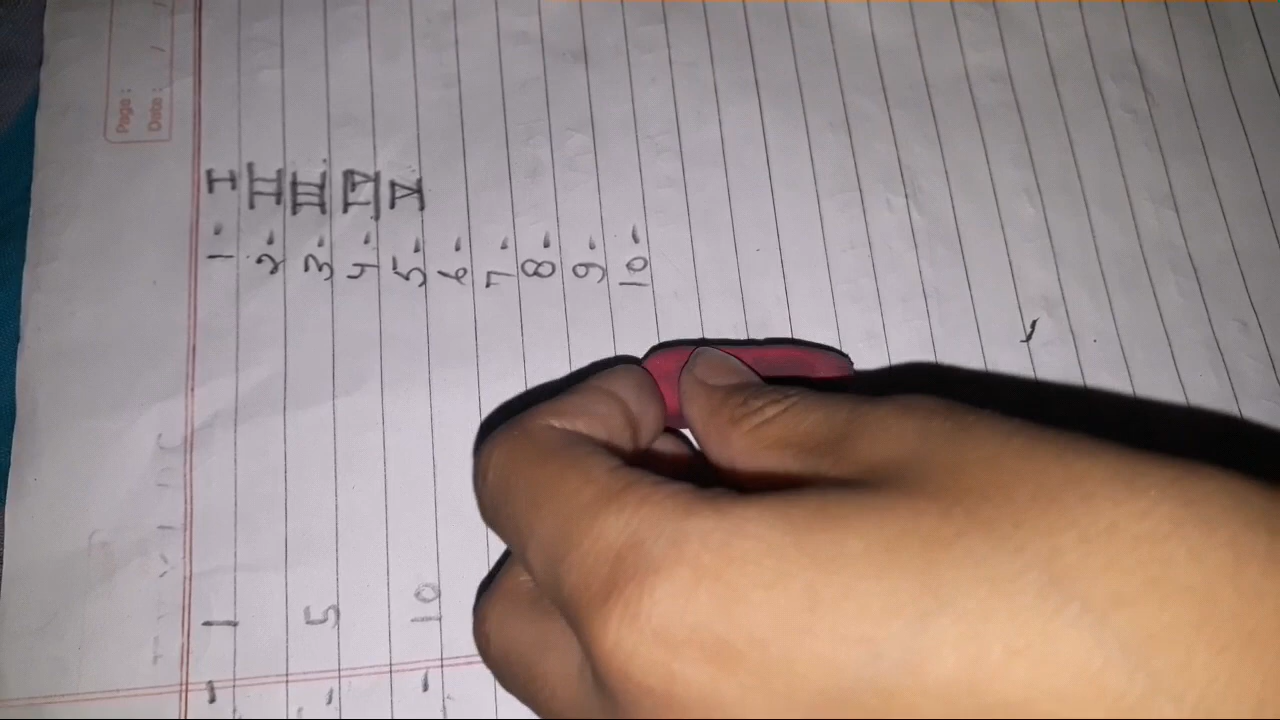 Page :
Date : / /
1 - I
2 - II
3 - III
4 - IV
5 - V
6 -
7 -
8 -
9 -
10 -
- 1
- 5
- 10